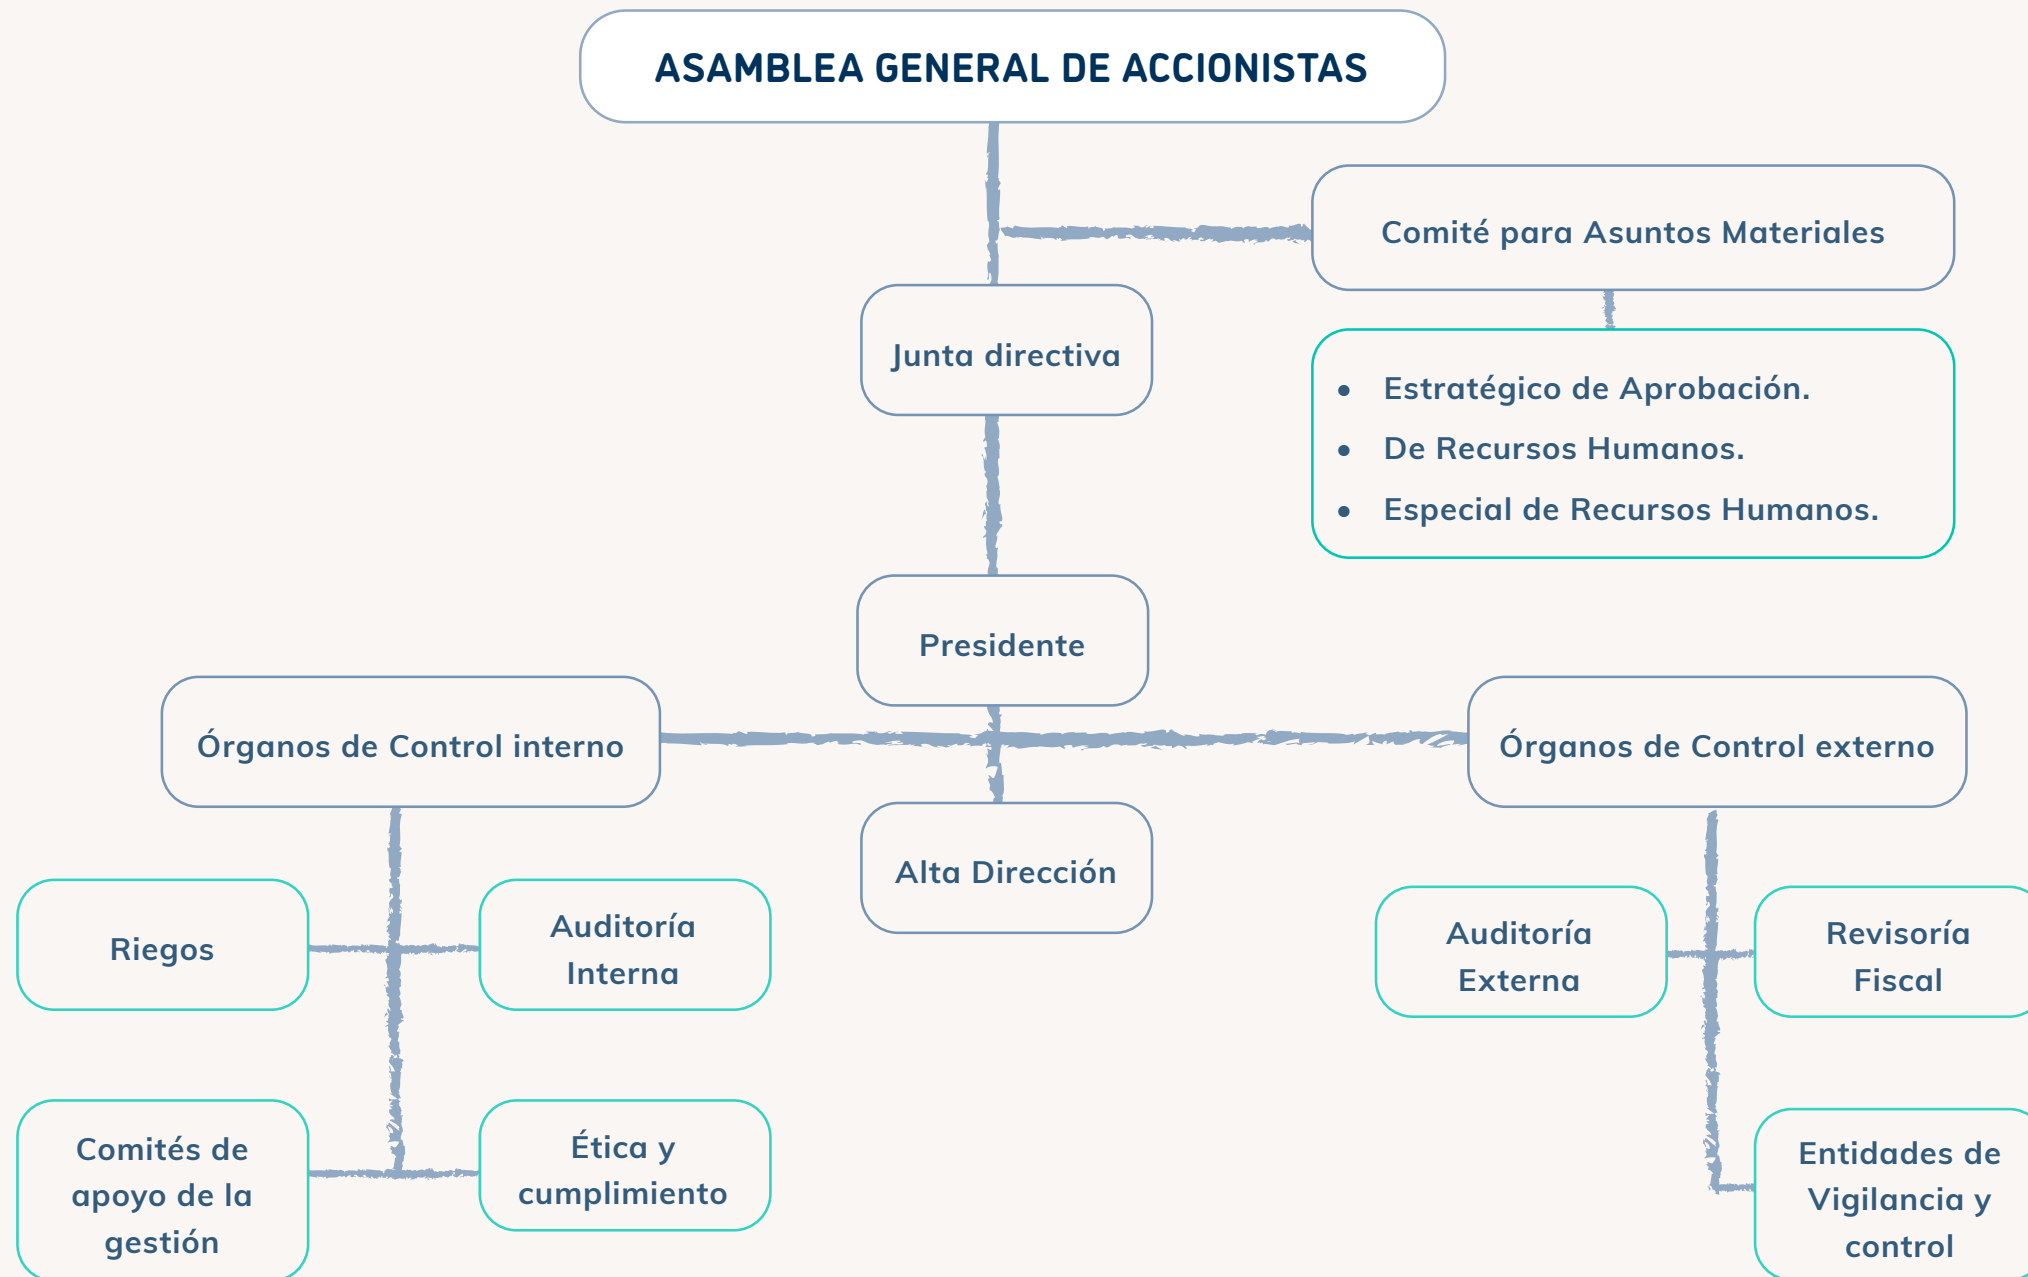 ASAMBLEA GENERAL DE ACCIONISTAS
Comité para Asuntos Materiales
Junta directiva
• Estratégico de Aprobación.
• De Recursos Humanos.
• Especial de Recursos Humanos.
Presidente
Órganos de Control interno
Órganos de Control externo
Alta Dirección
Riegos
Auditoría
Interna
Auditoría
Externa
Revisoría
Fiscal
Comités de
apoyo de la
gestión
Ética y
cumplimiento
Entidades de
Vigilancia y
control